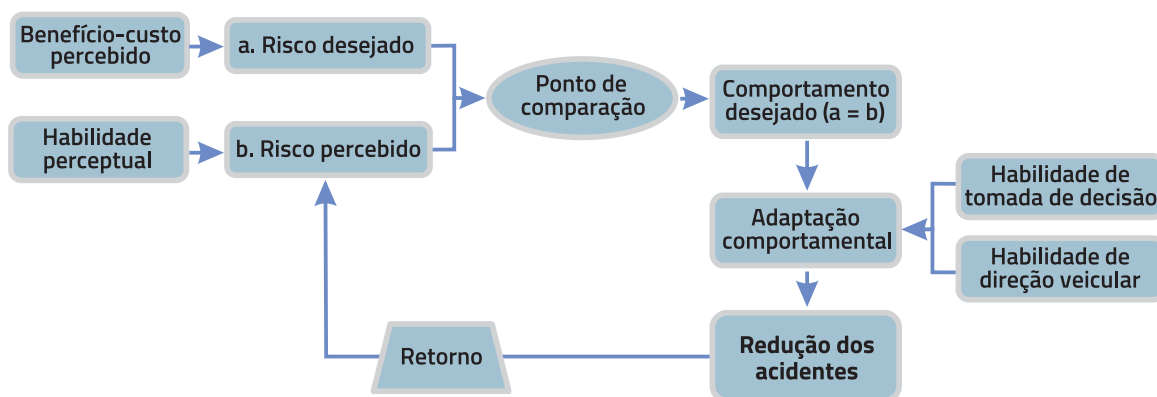 Benefício-custo
percebido
a. Risco desejado
Habilidade
perceptual
b. Risco percebido
Ponto de
comparação
Comportamento
desejado (a = b)
Adaptação
comportamental
Habilidade de
tomada de decisão
Habilidade de
direção veicular
Redução dos
acidentes
Retorno